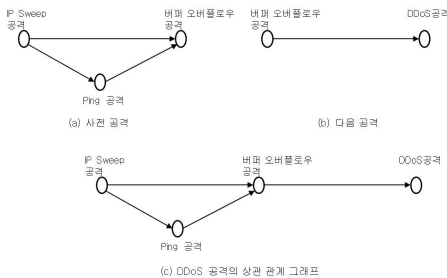 IP Sweep
공격
버퍼 오버플로우
공격
Ping 공격
(a) 사전 공격
버퍼 오버플로우
공격
DDoS공격
(b) 다음 공격
IP Sweep
공격
버퍼 오버플로우
공격
DDoS공격
Ping 공격
(c) DDoS 공격의 상관 관계 그래프